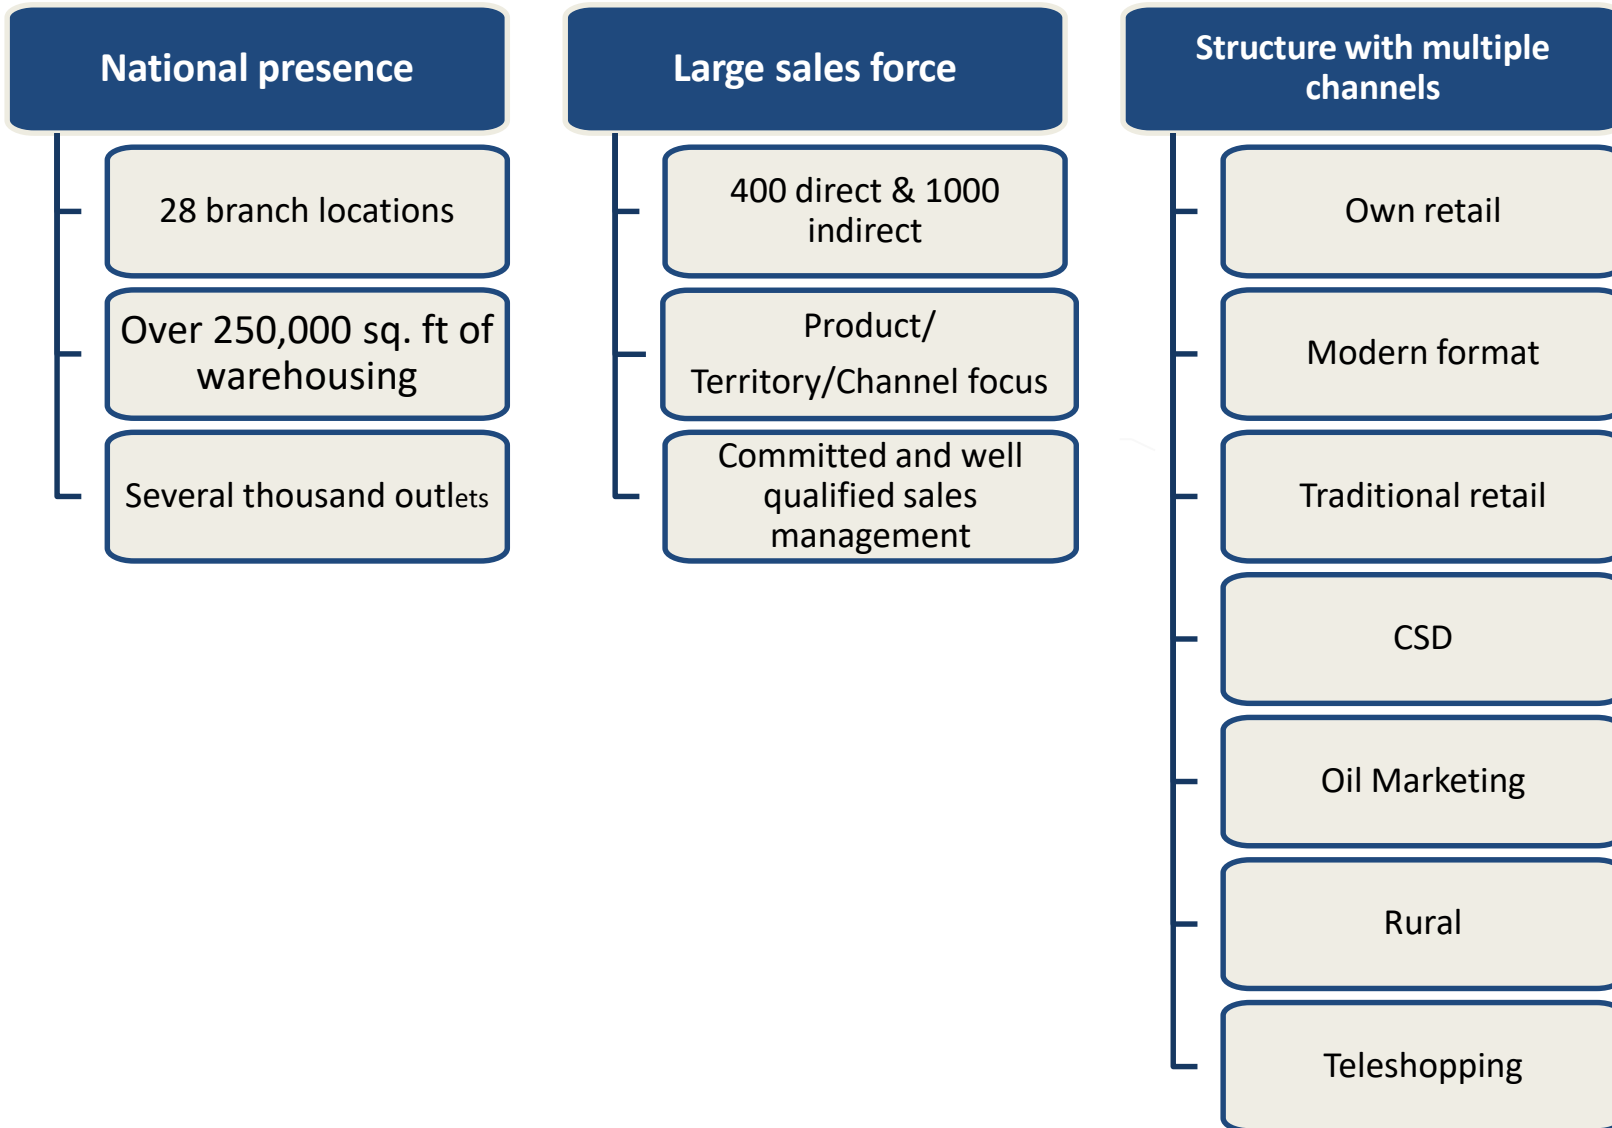 National presence
28 branch locations
Over 250,000 sq. ft of
warehousing
Several thousand outlets
Large sales force
400 direct & 1000
indirect
Product/
Territory/Channel focus
Committed and well
qualified sales
management
Structure with multiple
channels
Own retail
Modern format
Traditional retail
CSD
Oil Marketing
Rural
Teleshopping